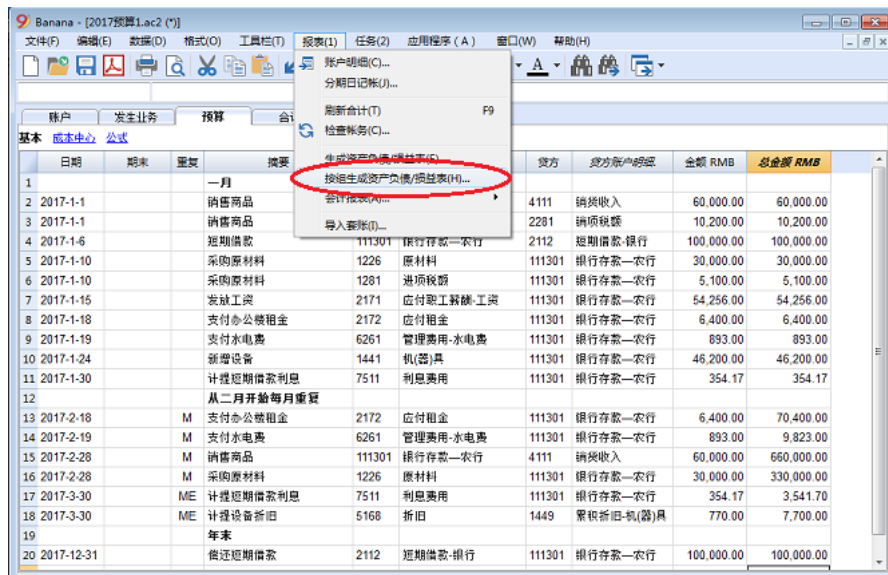 Banana - [2017预算1.ac2 (*)]
文件(F) 编辑(E) 数据(D) 格式(O) 工具栏(T) 报表(1) 任务(2) 应用程序(A) 窗口(W) 帮助(H)
账户明细(C)...
分期日记帐(J)...
刷新合计(T) F9
检查帐务(C)...
生成资产负债/损益表(S)...
按组生成资产负债/损益表(H)...
会计报表(A)...
导入套账(I)...
账户 发生业务 预算
基本 成本中心 公式
日期 期末 重复 摘要 贷方 贷方账户明细 金额 RMB 总金额 RMB
1 一月
2 2017-1-1 销售商品 4111 销货收入 60,000.00 60,000.00
3 2017-1-1 销售商品 2281 销项税额 10,200.00 10,200.00
4 2017-1-6 短期借款 111301 银行存款—农行 2112 短期借款-银行 100,000.00 100,000.00
5 2017-1-10 采购原材料 1226 原材料 111301 银行存款—农行 30,000.00 30,000.00
6 2017-1-10 采购原材料 1281 进项税额 111301 银行存款—农行 5,100.00 5,100.00
7 2017-1-15 发放工资 2171 应付职工薪酬-工资 111301 银行存款—农行 54,256.00 54,256.00
8 2017-1-18 支付办公楼租金 2172 应付租金 111301 银行存款—农行 6,400.00 6,400.00
9 2017-1-19 支付水电费 6261 管理费用-水电费 111301 银行存款—农行 893.00 893.00
10 2017-1-24 新增设备 1441 机(器)具 111301 银行存款—农行 46,200.00 46,200.00
11 2017-1-30 计提短期借款利息 7511 利息费用 111301 银行存款—农行 354.17 354.17
12 从二月开始每月重复
13 2017-2-18 M 支付办公楼租金 2172 应付租金 111301 银行存款—农行 6,400.00 70,400.00
14 2017-2-19 M 支付水电费 6261 管理费用-水电费 111301 银行存款—农行 893.00 9,823.00
15 2017-2-28 M 销售商品 111301 银行存款—农行 4111 销货收入 60,000.00 660,000.00
16 2017-2-28 M 采购原材料 1226 原材料 111301 银行存款—农行 30,000.00 330,000.00
17 2017-3-30 ME 计提短期借款利息 7511 利息费用 111301 银行存款—农行 354.17 3,541.70
18 2017-3-30 ME 计提设备折旧 5168 折旧 1449 累积折旧-机(器)具 770.00 7,700.00
19 年末
20 2017-12-31 偿还短期借款 2112 短期借款-银行 111301 银行存款—农行 100,000.00 100,000.00